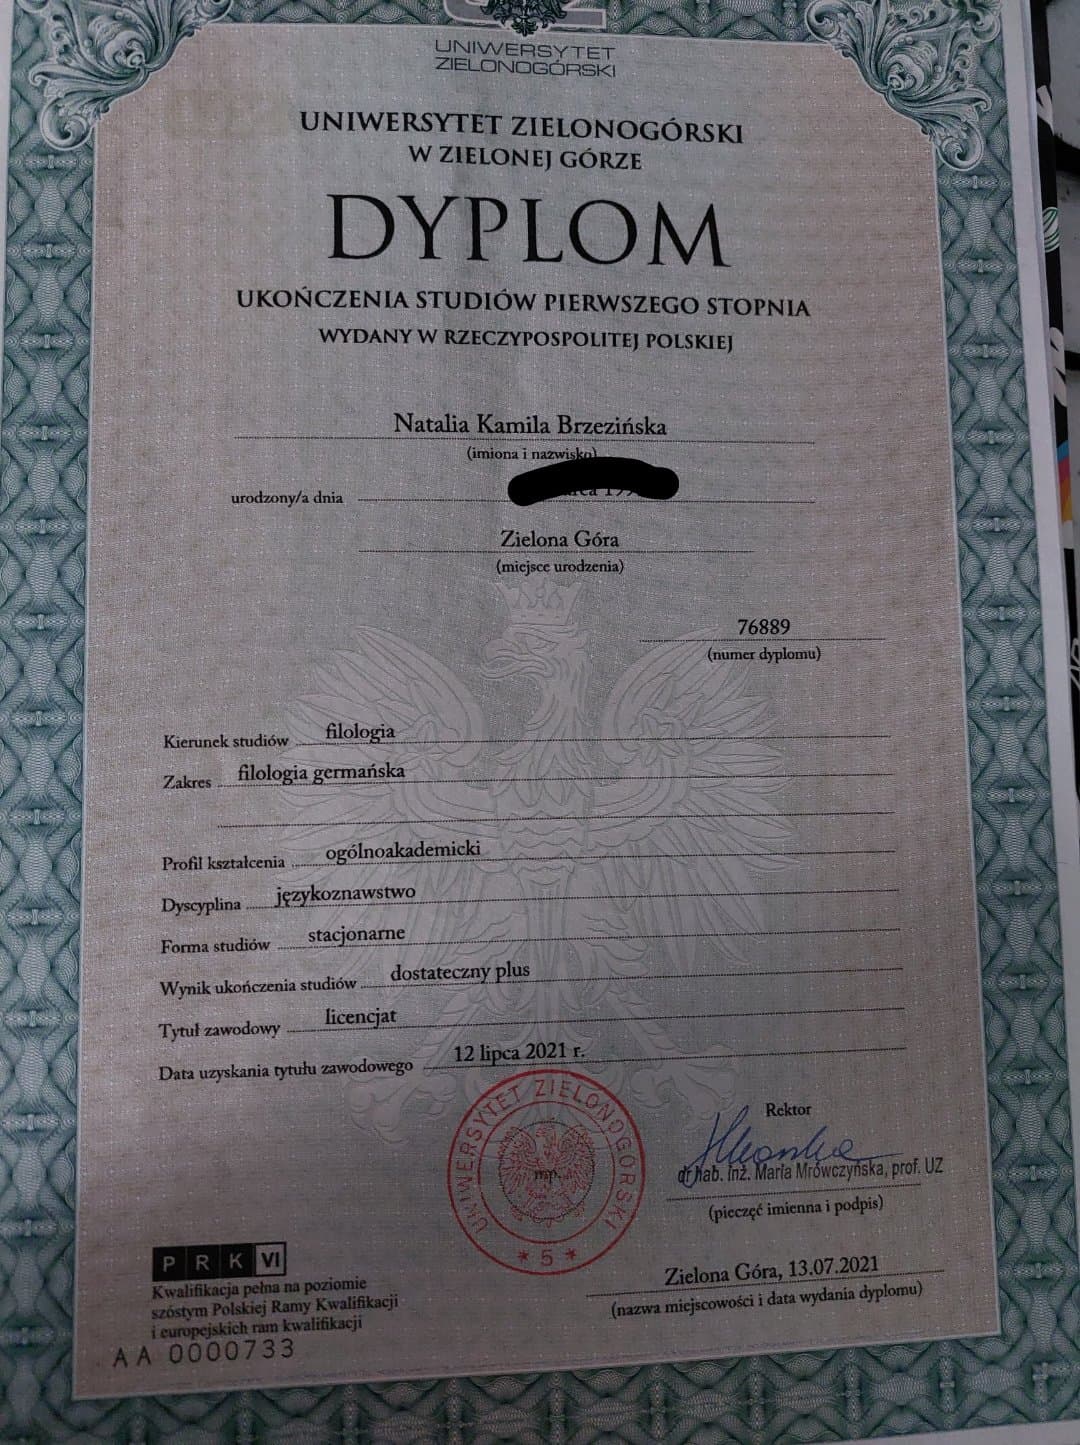 UNIWERSYTET
ZIELONOGÓRSKI
UNIWERSYTET ZIELONOGÓRSKI
W ZIELONEJ GÓRZE
DYPLOM
UKOŃCZENIA STUDIÓW PIERWSZEGO STOPNIA
WYDANY W RZECZYPOSPOLITEJ POLSKIEJ
Natalia Kamila Brzezińska
(imiona i nazwisko)
urodzony/a dnia
Zielona Góra
(miejsce urodzenia)
76889
(numer dyplomu)
Kierunek studiów filologia
Zakres filologia germańska
Profil kształcenia ogólnoakademicki
Dyscyplina językoznawstwo
Forma studiów stacjonarne
Wynik ukończenia studiów dostateczny plus
Tytuł zawodowy licencjat
Data uzyskania tytułu zawodowego 12 lipca 2021 r.
UNIWERSYTET ZIELONOGÓRSKI
mp.
* 5 *
Rektor
dr hab. inż. Maria Mrówczyńska, prof. UZ
(pieczęć imienna i podpis)
PRK VI
Kwalifikacja pełna na poziomie
szóstym Polskiej Ramy Kwalifikacji
i europejskich ram kwalifikacji
AA 0000733
Zielona Góra, 13.07.2021
(nazwa miejscowości i data wydania dyplomu)